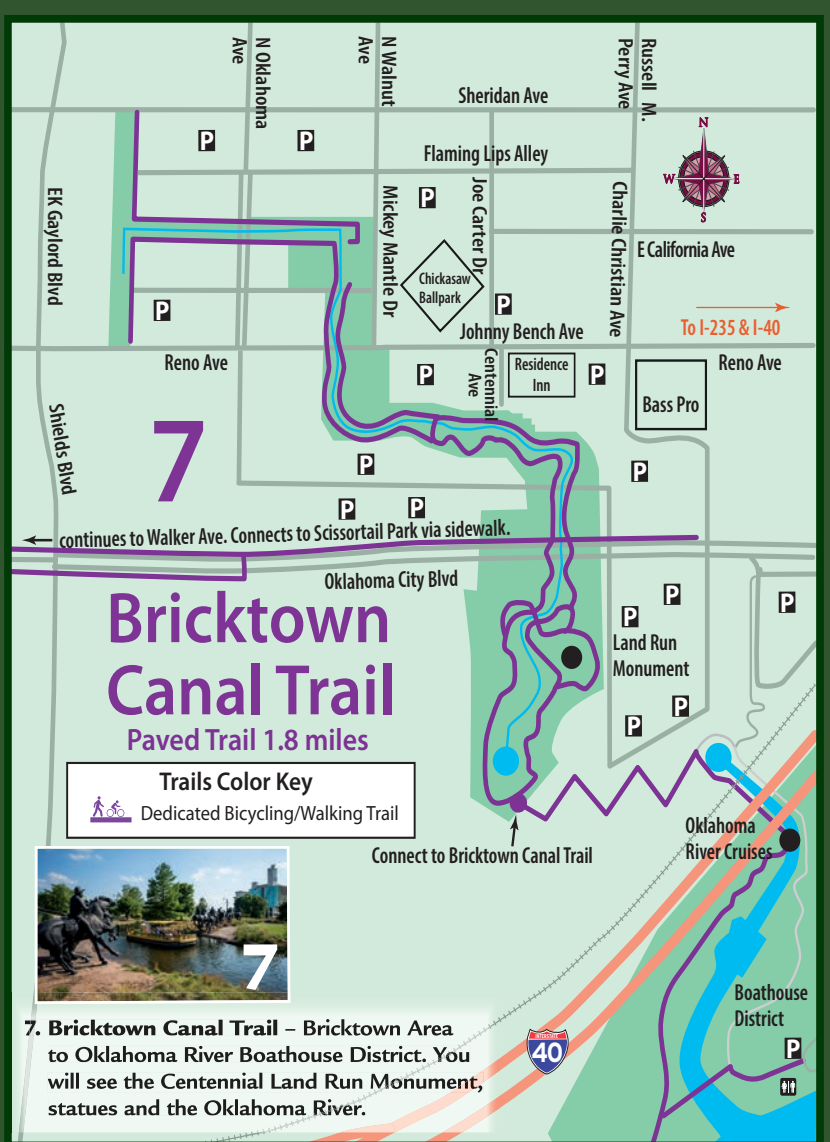 N Oklahoma
Ave
N Walnut
Ave
Russell M.
Perry Ave
Sheridan Ave
P
P
Flaming Lips Alley
N
W
E
S
EK Gaylord Blvd
Mickey Mantle Dr
P
Joe Carter Dr
Charlie Christian Ave
E California Ave
Chickasaw
Ballpark
P
P
Johnny Bench Ave
To I-235 & I-40
Reno Ave
P
Centennial
Ave
Residence
Inn
P
Reno Ave
Bass Pro
Shields Blvd
7
P
P
P
P
continues to Walker Ave. Connects to Scissortail Park via sidewalk.
Oklahoma City Blvd
P
P
P
Land Run
Monument
P
P
Bricktown
Canal Trail
Paved Trail 1.8 miles
Trails Color Key
Dedicated Bicycling/Walking Trail
Connect to Bricktown Canal Trail
Oklahoma
River Cruises
7
Boathouse
District
P
INTERSTATE
40
7. Bricktown Canal Trail – Bricktown Area
to Oklahoma River Boathouse District. You
will see the Centennial Land Run Monument,
statues and the Oklahoma River.